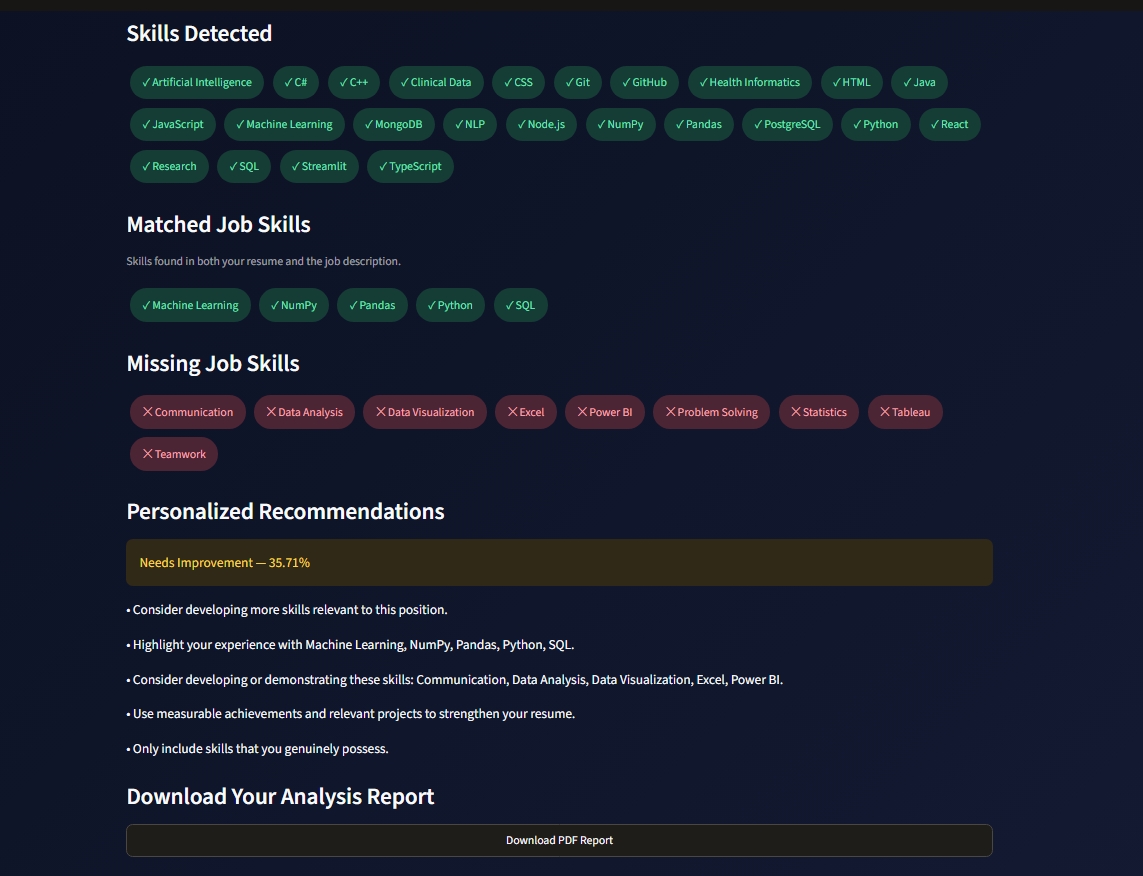 Skills Detected
✓ Artificial Intelligence ✓ C# ✓ C++ ✓ Clinical Data ✓ CSS ✓ Git ✓ GitHub ✓ Health Informatics ✓ HTML ✓ Java
✓ JavaScript ✓ Machine Learning ✓ MongoDB ✓ NLP ✓ Node.js ✓ NumPy ✓ Pandas ✓ PostgreSQL ✓ Python ✓ React
✓ Research ✓ SQL ✓ Streamlit ✓ TypeScript
Matched Job Skills
Skills found in both your resume and the job description.
✓ Machine Learning ✓ NumPy ✓ Pandas ✓ Python ✓ SQL
Missing Job Skills
✕ Communication ✕ Data Analysis ✕ Data Visualization ✕ Excel ✕ Power BI ✕ Problem Solving ✕ Statistics ✕ Tableau
✕ Teamwork
Personalized Recommendations
Needs Improvement — 35.71%
• Consider developing more skills relevant to this position.
• Highlight your experience with Machine Learning, NumPy, Pandas, Python, SQL.
• Consider developing or demonstrating these skills: Communication, Data Analysis, Data Visualization, Excel, Power BI.
• Use measurable achievements and relevant projects to strengthen your resume.
• Only include skills that you genuinely possess.
Download Your Analysis Report
Download PDF Report